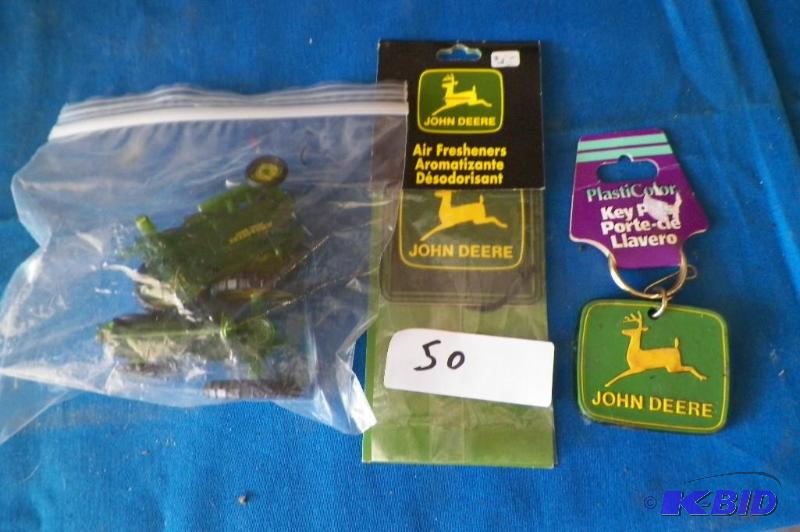 JOHN DEERE
Air Fresheners
Aromatizante
Désodorisant
JOHN DEERE
50
PlastiColor
Key
Porte-clé
Llavero
JOHN DEERE
© K-BID